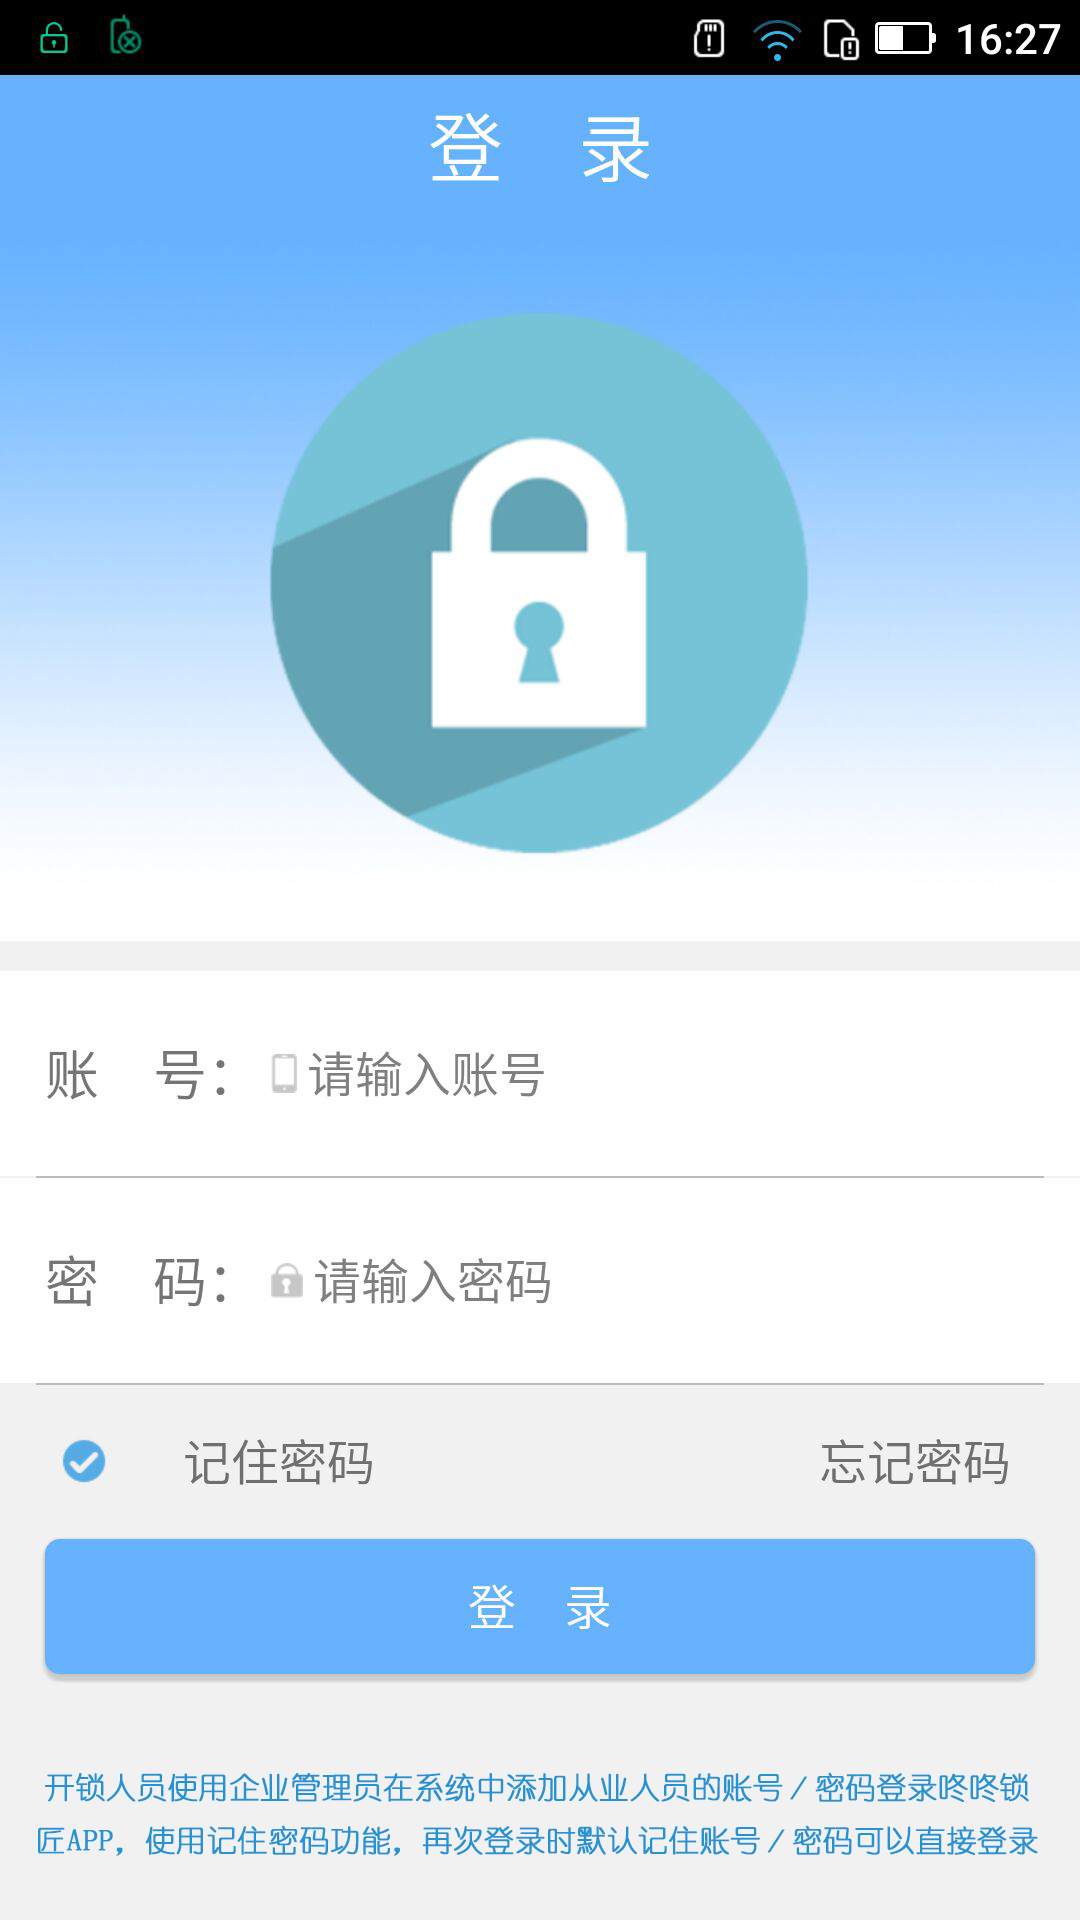 16:27
登 录
账 号： 请输入账号
密 码： 请输入密码
记住密码 忘记密码
登 录
开锁人员使用企业管理员在系统中添加从业人员的账号/密码登录咚咚锁
匠APP，使用记住密码功能，再次登录时默认记住账号/密码可以直接登录